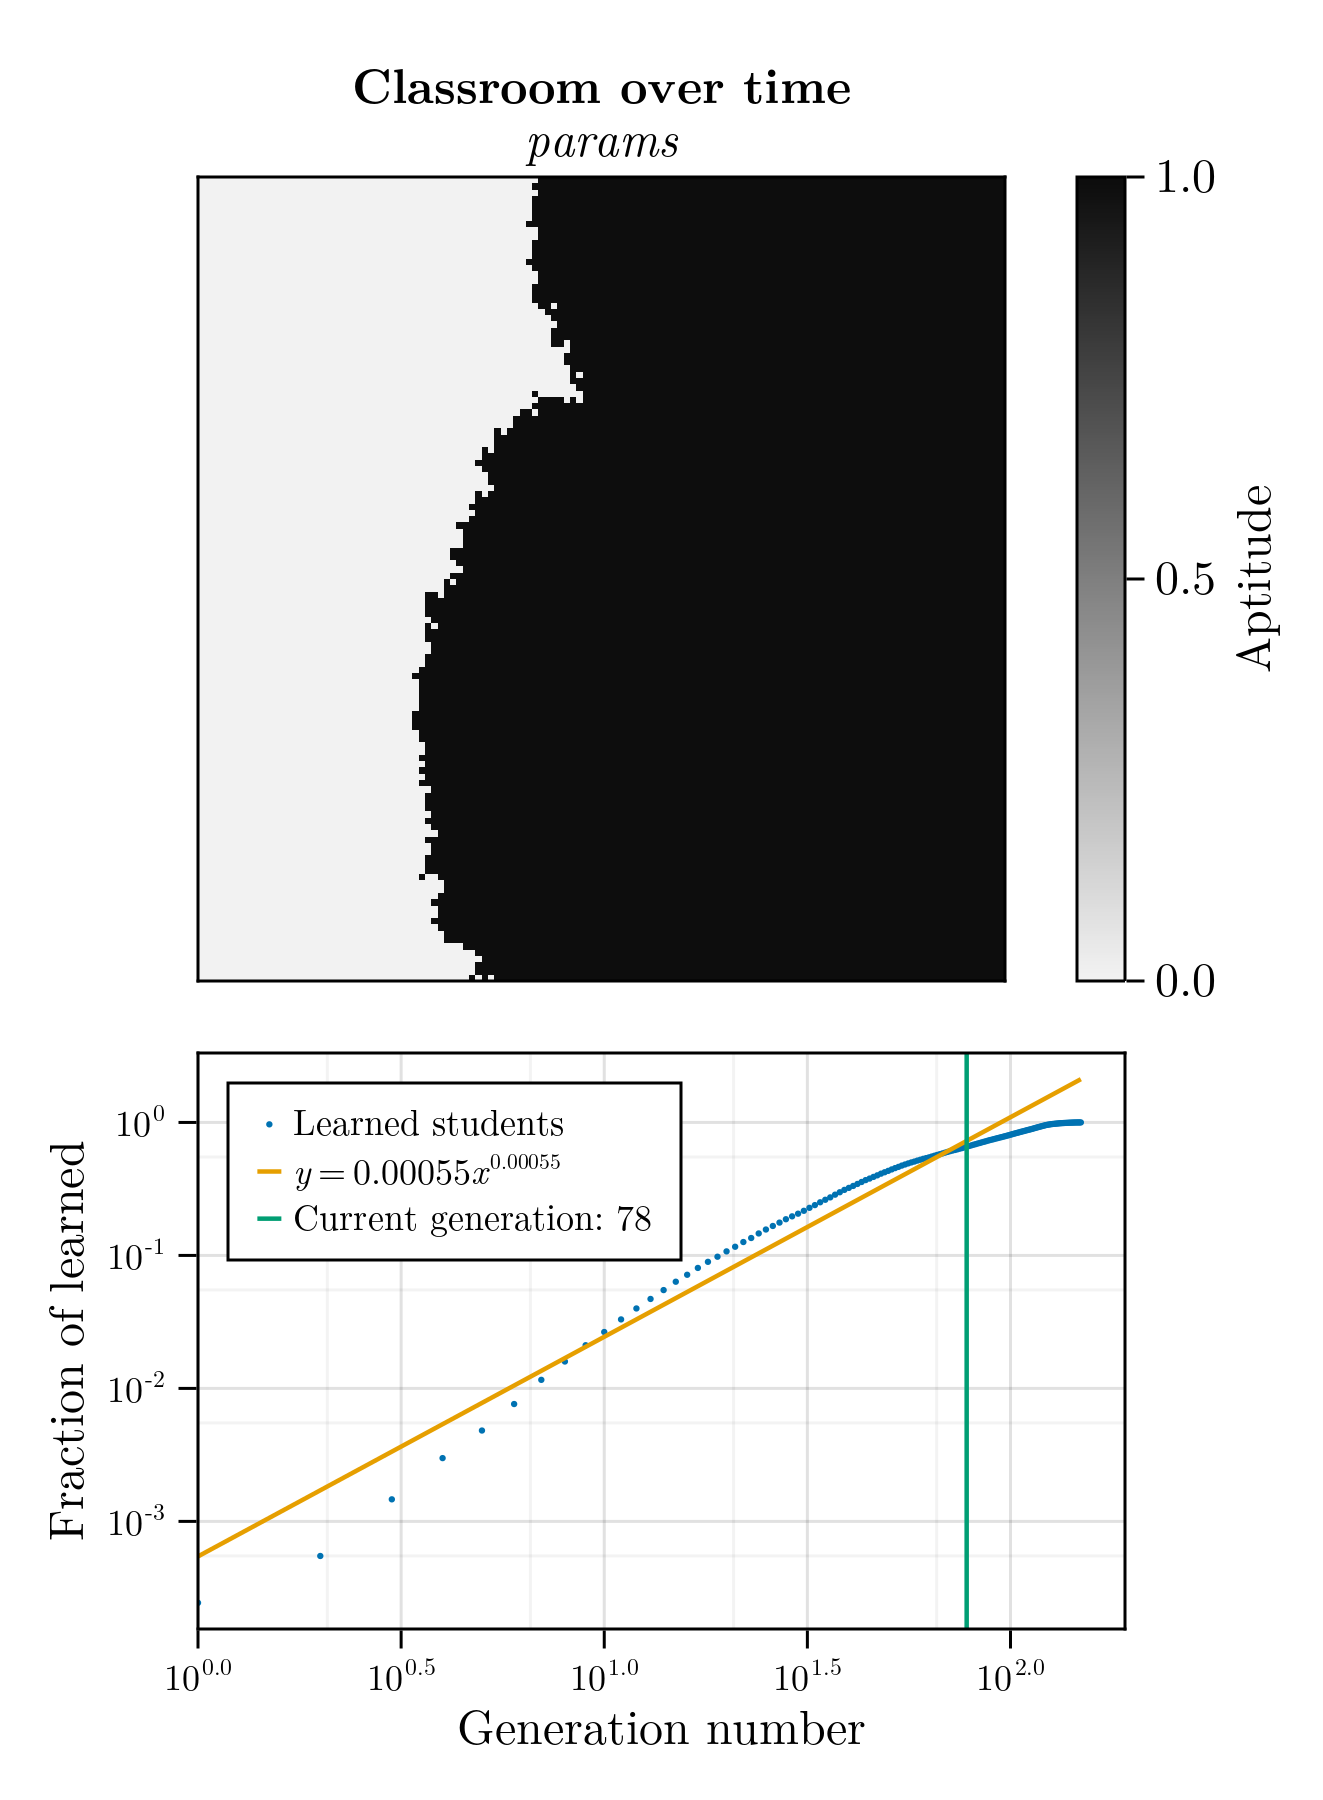 Classroom over time
params
1.0
0.5
0.0
Aptitude
Learned students
y = 0.00055x^0.00055
Current generation: 78
10^0
10^-1
10^-2
10^-3
Fraction of learned
10^0.0 10^0.5 10^1.0 10^1.5 10^2.0
Generation number